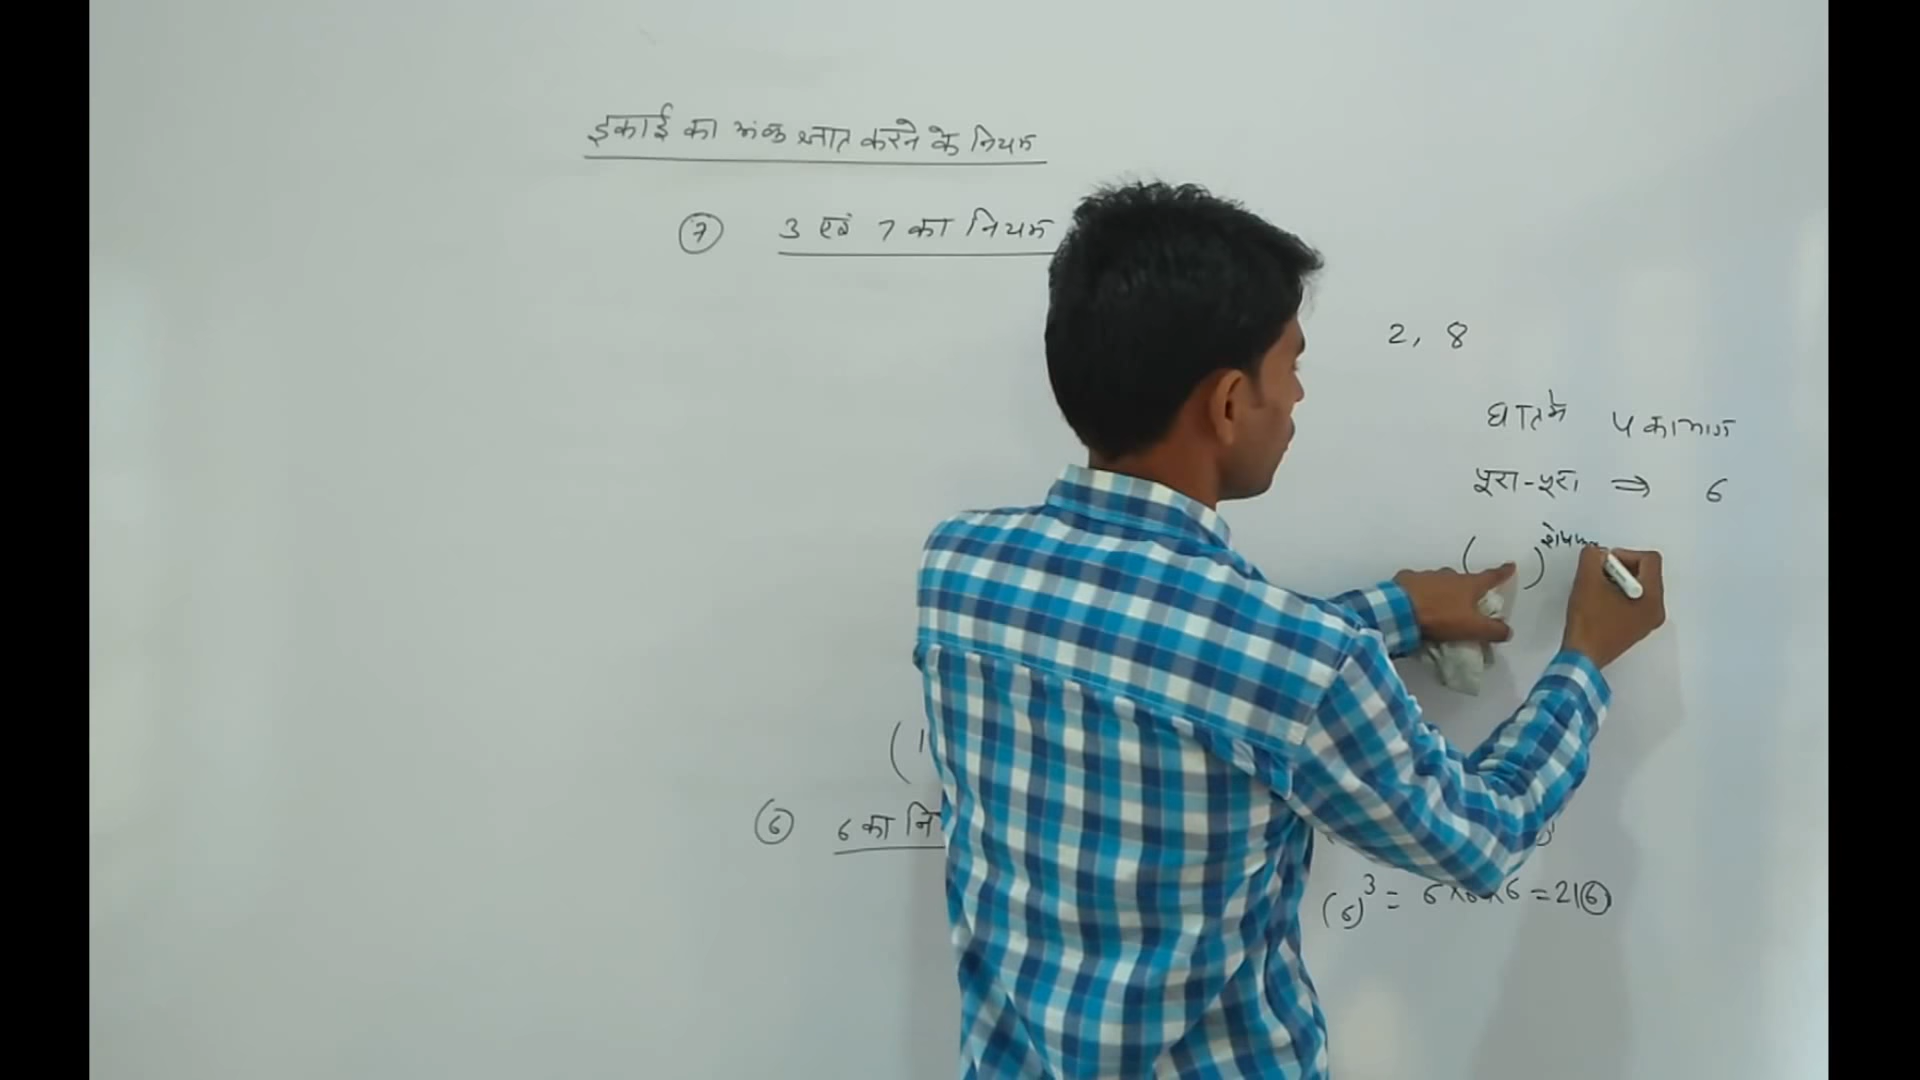 इकाई का अंक ज्ञात करने के नियम
7 3 एवं 7 का नियम
2, 8
घात में 4 का भाग
पूरा-पूरा ⇒ 6
( )
(1
6 6 का नि
(6)³ = 6×6×6 = 216